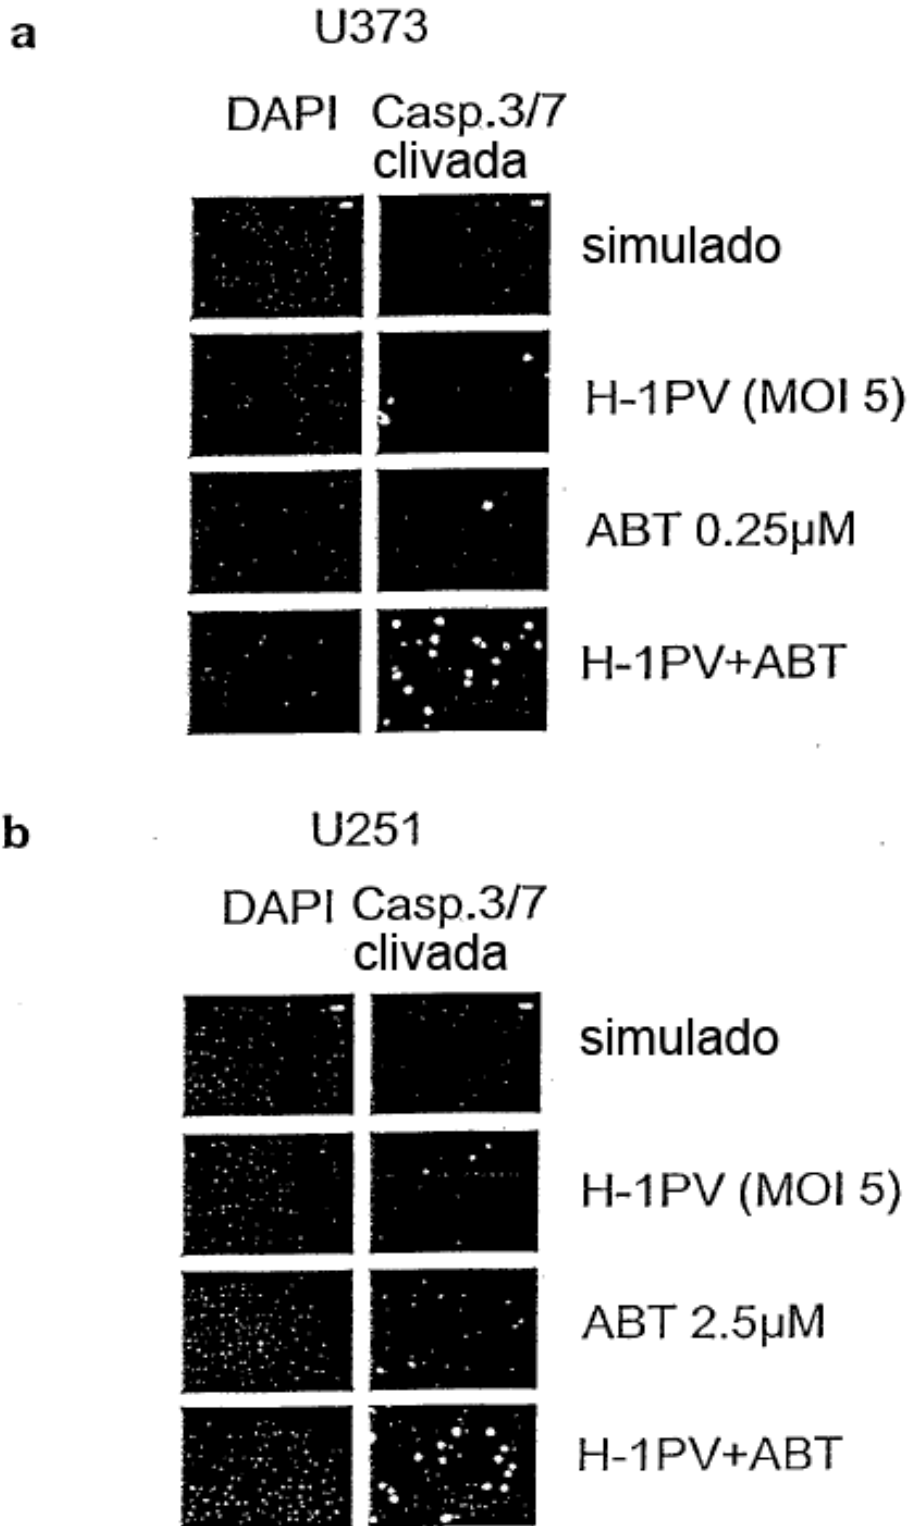 a
U373
DAPI Casp.3/7
clivada
simulado
H-1PV (MOI 5)
ABT 0.25µM
H-1PV+ABT
b
U251
DAPI Casp.3/7
clivada
simulado
H-1PV (MOI 5)
ABT 2.5µM
H-1PV+ABT